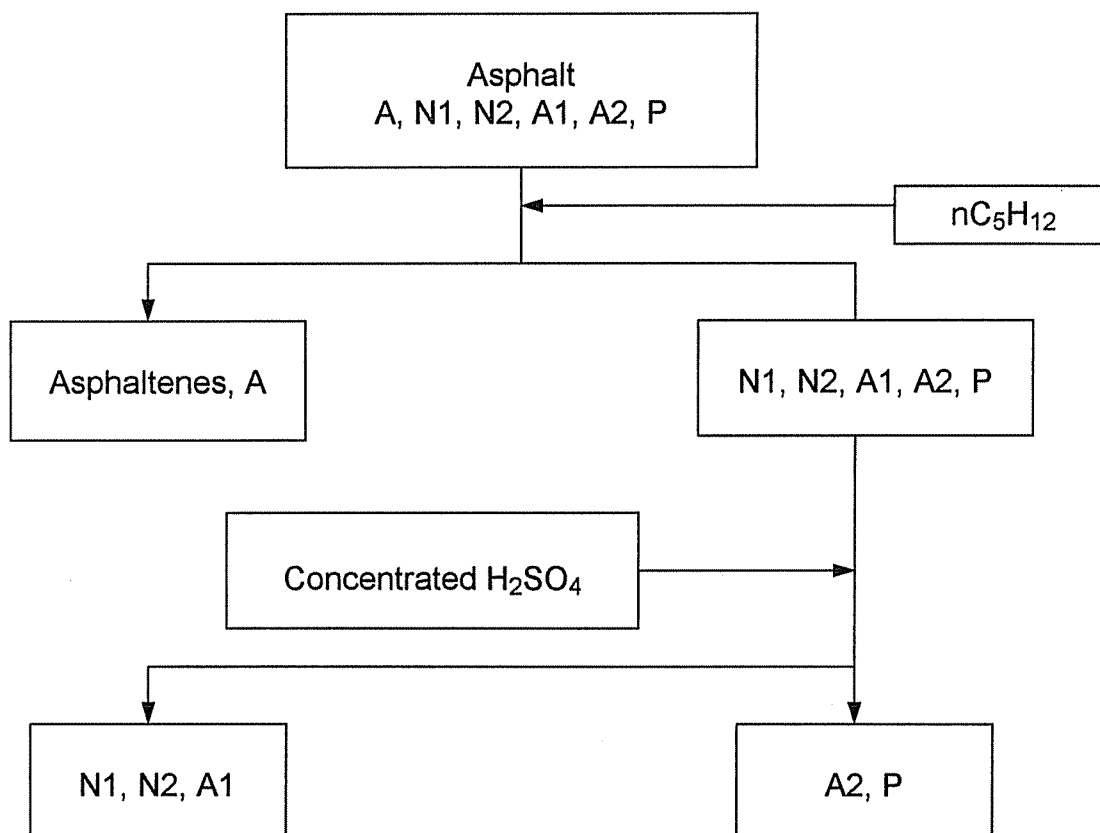 Asphalt
A, N1, N2, A1, A2, P
nC₅H₁₂
Asphaltenes, A
N1, N2, A1, A2, P
Concentrated H₂SO₄
N1, N2, A1
A2, P